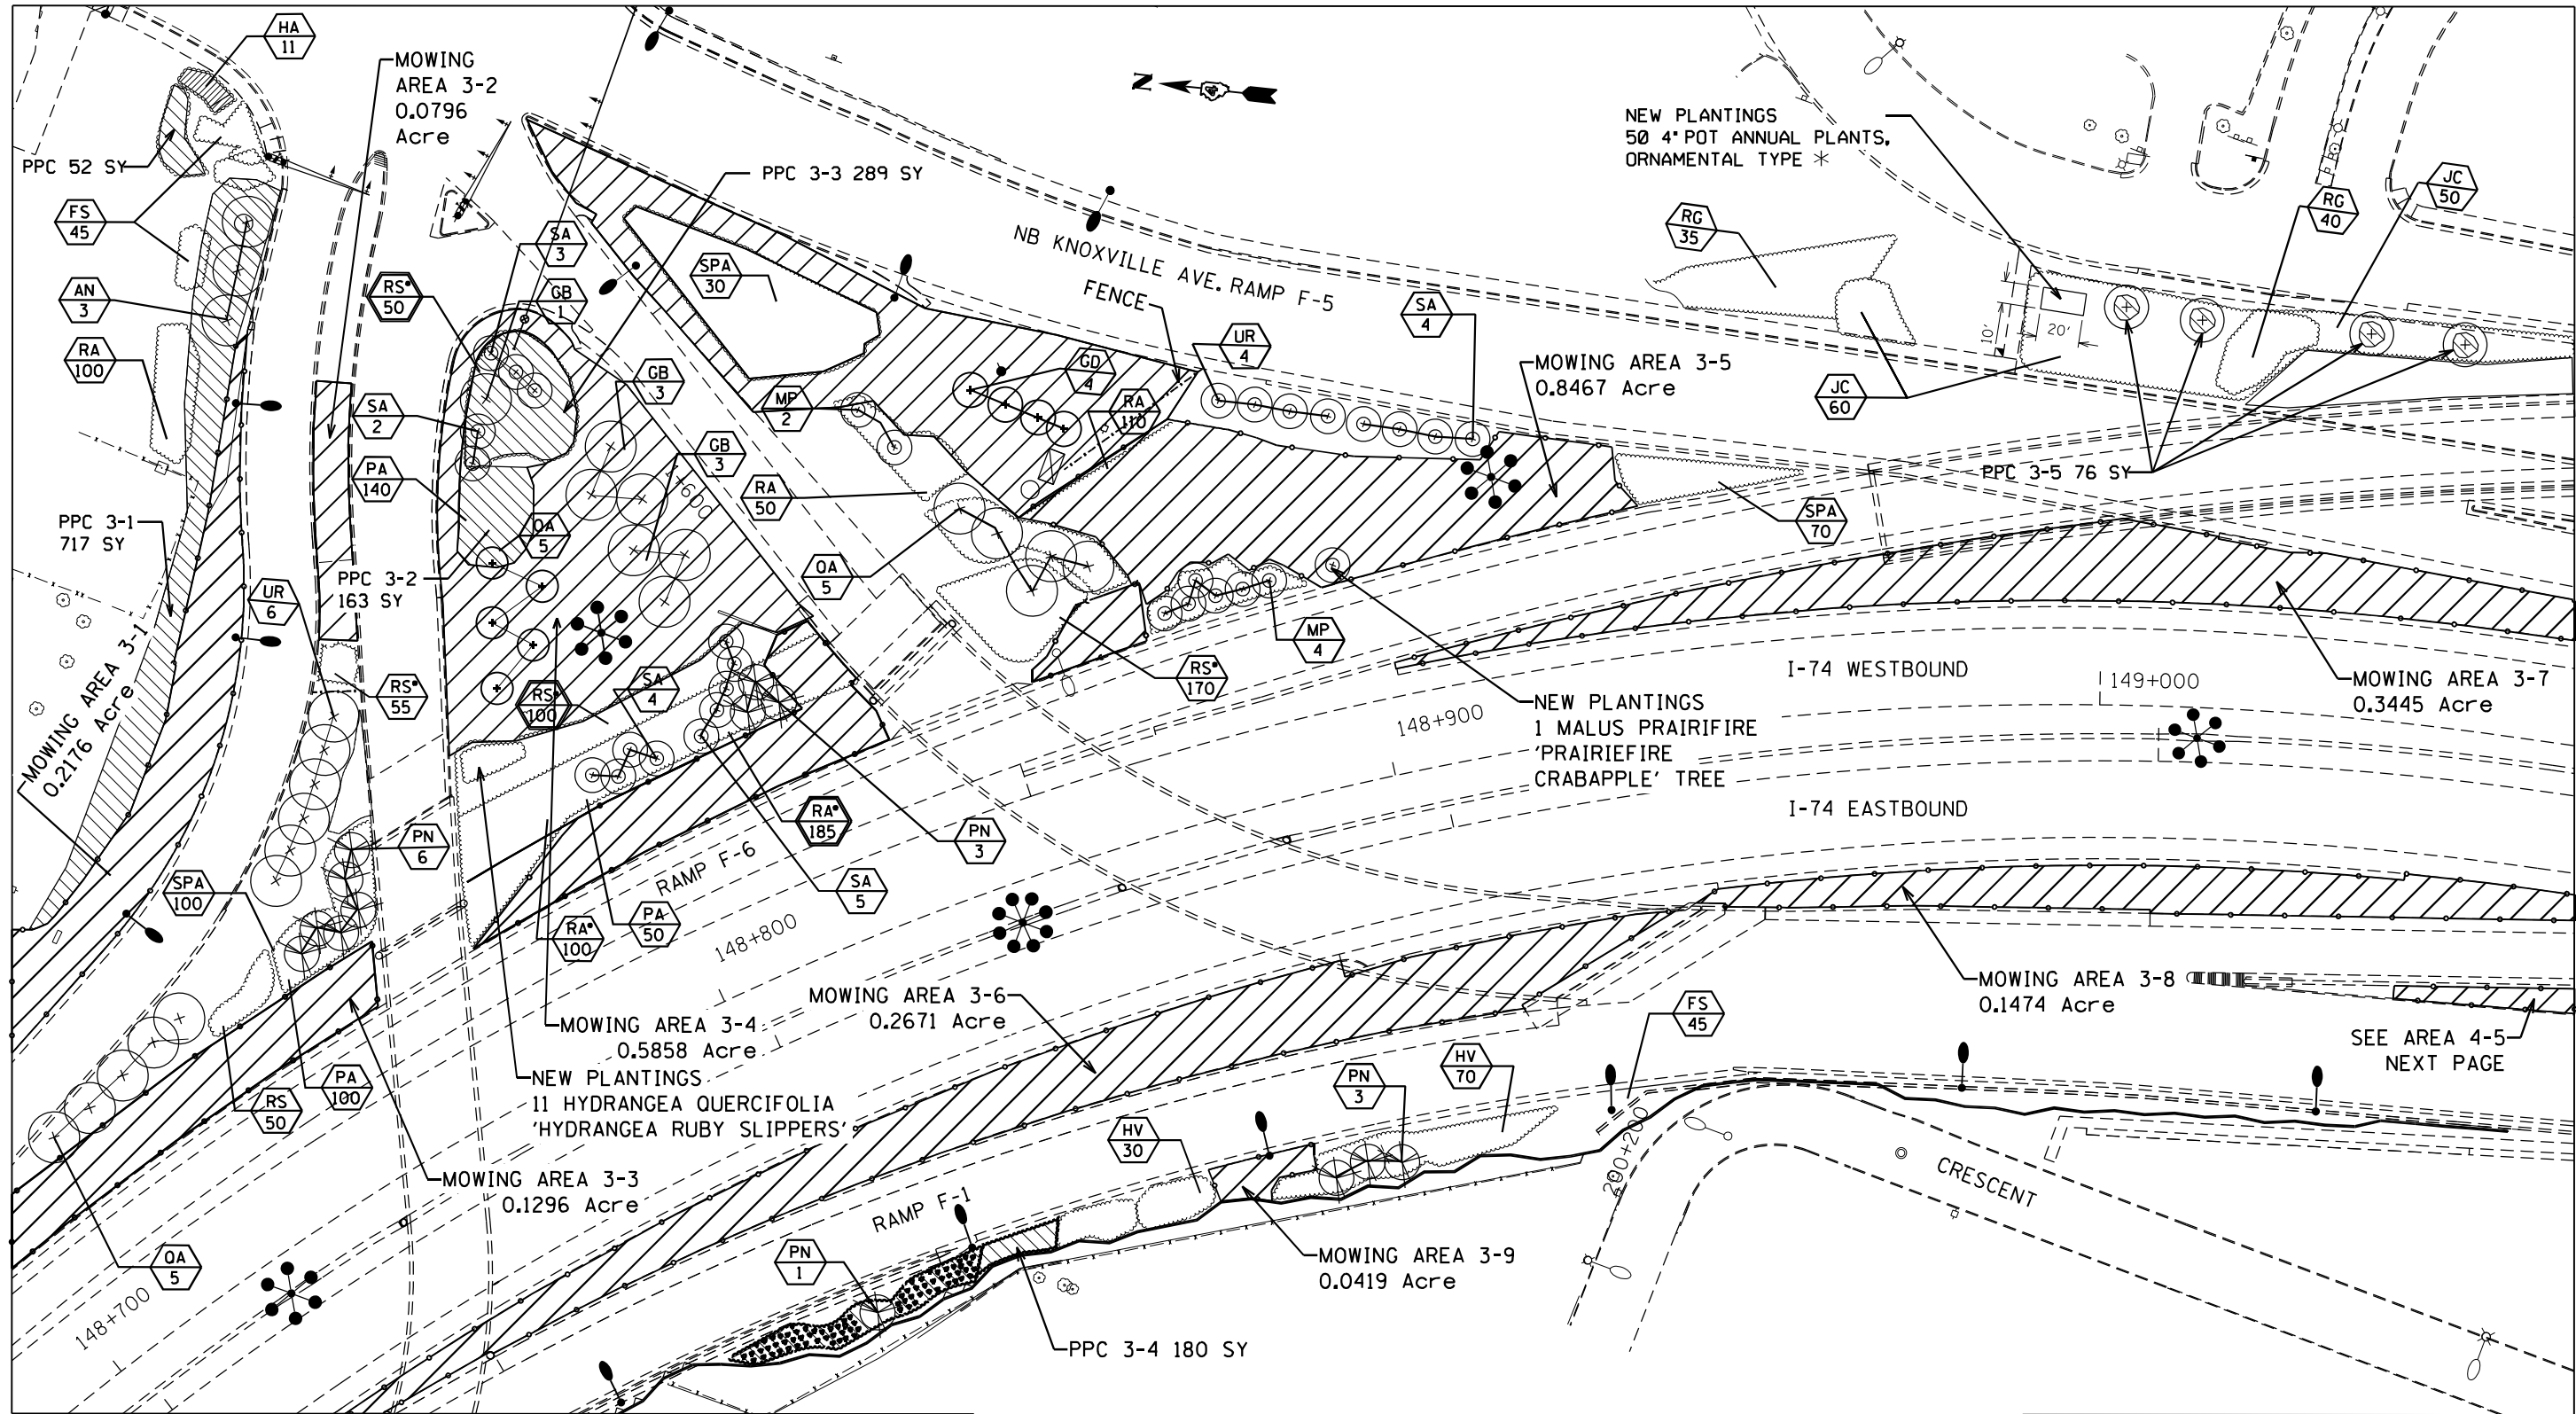 HA
11
MOWING
AREA 3-2
0.0796
Acre
PPC 52 SY
FS
45
AN
3
RA
100
PPC 3-1
717 SY
MOWING AREA 3-1
0.2176 Acre
UR
6
RS*
50
SA
3
GB
1
PPC 3-3 289 SY
SPA
30
SA
2
PA
140
GB
3
GB
3
OA
5
PPC 3-2
163 SY
RS*
55
N
NB KNOXVILLE AVE. RAMP F-5
FENCE
MP
2
GD
4
RA
110
UR
4
SA
4
RA
50
OA
5
MOWING AREA 3-5
0.8467 Acre
NEW PLANTINGS
50 4" POT ANNUAL PLANTS,
ORNAMENTAL TYPE *
RG
35
RG
40
JC
50
10'
20'
JC
60
PPC 3-5 76 SY
SPA
70
MP
4
RS*
170
RS*
100
SA
4
NEW PLANTINGS
1 MALUS PRAIRIFIRE
'PRAIRIEFIRE
CRABAPPLE' TREE
I-74 WESTBOUND
149+000
MOWING AREA 3-7
0.3445 Acre
148+900
I-74 EASTBOUND
PN
6
SPA
100
RA*
185
PN
3
SA
5
RAMP F-6
RA*
100
PA
50
148+800
MOWING AREA 3-4
0.5858 Acre
MOWING AREA 3-6
0.2671 Acre
NEW PLANTINGS
11 HYDRANGEA QUERCIFOLIA
'HYDRANGEA RUBY SLIPPERS'
MOWING AREA 3-8
0.1474 Acre
SEE AREA 4-5
NEXT PAGE
FS
45
HV
70
PN
3
HV
30
PA
100
RS
50
MOWING AREA 3-3
0.1296 Acre
OA
5
148+700
RAMP F-1
PN
1
MOWING AREA 3-9
0.0419 Acre
PPC 3-4 180 SY
200+200
CRESCENT